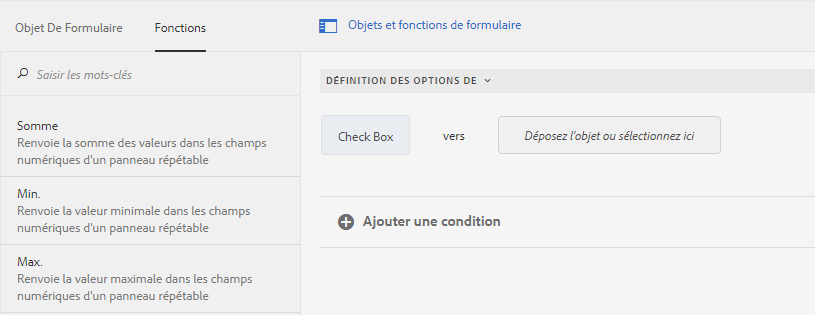 Objet De Formulaire
Fonctions
Saisir les mots-clés
Somme
Renvoie la somme des valeurs dans les champs
numériques d'un panneau répétable
Min.
Renvoie la valeur minimale dans les champs
numériques d'un panneau répétable
Max.
Renvoie la valeur maximale dans les champs
numériques d'un panneau répétable
Objets et fonctions de formulaire
DÉFINITION DES OPTIONS DE
Check Box
vers
Déposez l'objet ou sélectionnez ici
Ajouter une condition